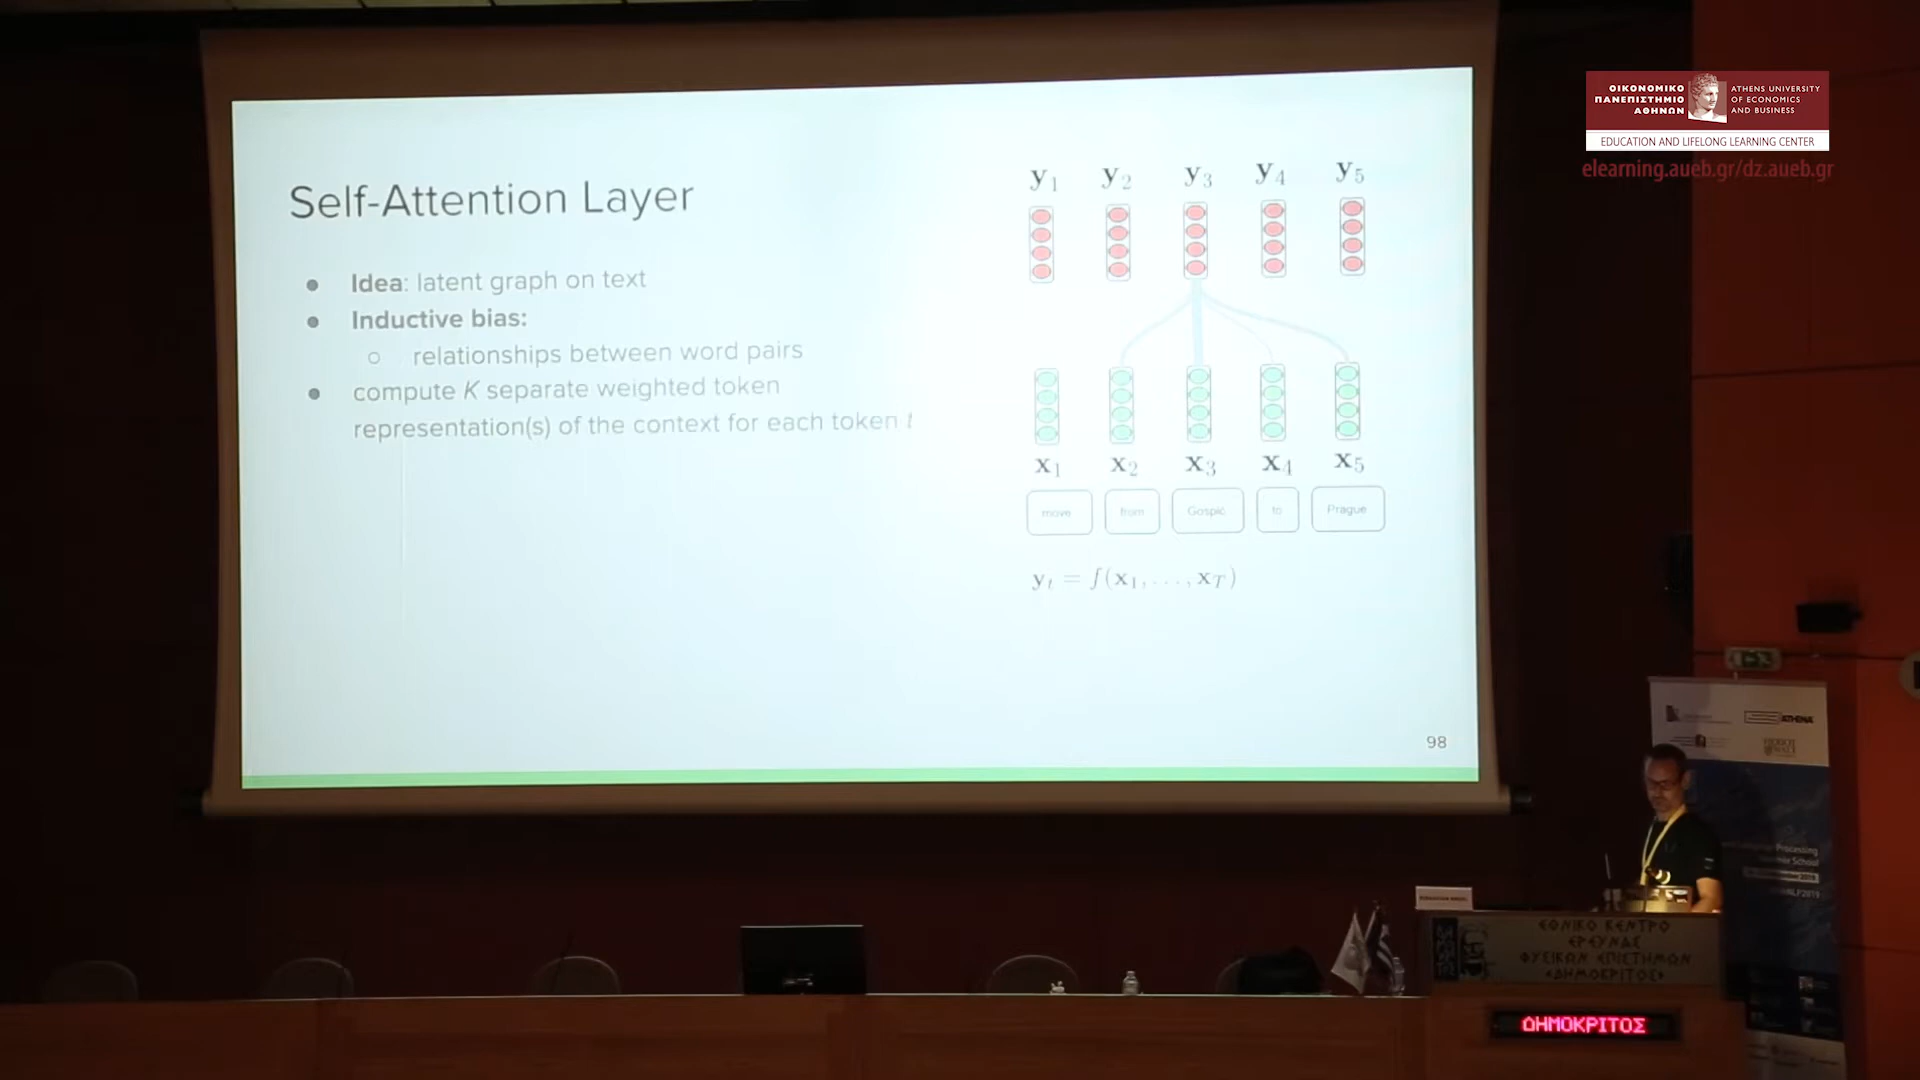 Self-Attention Layer
● Idea: latent graph on text
● Inductive bias:
○ relationships between word pairs
● compute K separate weighted token
representation(s) of the context for each token t
y₁ y₂ y₃ y₄ y₅
x₁ x₂ x₃ x₄ x₅
move from Gospić to Prague
yₜ = f(x₁, . . . , x_T)
98
ΟΙΚΟΝΟΜΙΚΟ
ΠΑΝΕΠΙΣΤΗΜΙΟ
ΑΘΗΝΩΝ
ATHENS UNIVERSITY
OF ECONOMICS
AND BUSINESS
EDUCATION AND LIFELONG LEARNING CENTER
elearning.aueb.gr/dz.aueb.gr
ATHENA
Processing
School
ΕΘΝΙΚΟ ΚΕΝΤΡΟ
ΕΡΕΥΝΑΣ
ΦΥΣΙΚΩΝ ΕΠΙΣΤΗΜΩΝ
«ΔΗΜΟΚΡΙΤΟΣ»
ΔΗΜΟΚΡΙΤΟΣ